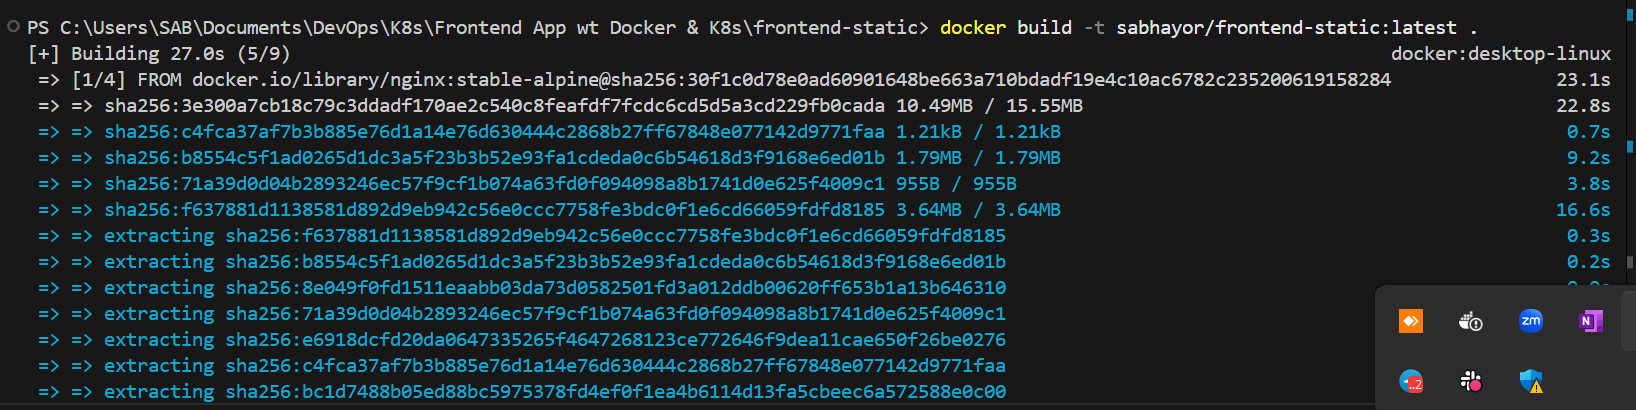 PS C:\Users\SAB\Documents\DevOps\K8s\Frontend App wt Docker & K8s\frontend-static> docker build -t sabhayor/frontend-static:latest .
[+] Building 27.0s (5/9) docker:desktop-linux
=> [1/4] FROM docker.io/library/nginx:stable-alpine@sha256:30f1c0d78e0ad60901648be663a710bdadf19e4c10ac6782c235200619158284 23.1s
=> => sha256:3e300a7cb18c79c3ddadf170ae2c540c8feafdf7fcdc6cd5d5a3cd229fb0cada 10.49MB / 15.55MB 22.8s
=> => sha256:c4fca37af7b3b885e76d1a14e76d630444c2868b27ff67848e077142d9771faa 1.21kB / 1.21kB 0.7s
=> => sha256:b8554c5f1ad0265d1dc3a5f23b3b52e93fa1cdeda0c6b54618d3f9168e6ed01b 1.79MB / 1.79MB 9.2s
=> => sha256:71a39d0d04b2893246ec57f9cf1b074a63fd0f094098a8b1741d0e625f4009c1 955B / 955B 3.8s
=> => sha256:f637881d1138581d892d9eb942c56e0ccc7758fe3bdc0f1e6cd66059fdfd8185 3.64MB / 3.64MB 16.6s
=> => extracting sha256:f637881d1138581d892d9eb942c56e0ccc7758fe3bdc0f1e6cd66059fdfd8185 0.3s
=> => extracting sha256:b8554c5f1ad0265d1dc3a5f23b3b52e93fa1cdeda0c6b54618d3f9168e6ed01b 0.2s
=> => extracting sha256:8e049f0fd1511eaabb03da73d0582501fd3a012ddb00620ff653b1a13b646310
=> => extracting sha256:71a39d0d04b2893246ec57f9cf1b074a63fd0f094098a8b1741d0e625f4009c1
=> => extracting sha256:e6918dcfd20da0647335265f4647268123ce772646f9dea11cae650f26be0276
=> => extracting sha256:c4fca37af7b3b885e76d1a14e76d630444c2868b27ff67848e077142d9771faa
=> => extracting sha256:bc1d7488b05ed88bc5975378fd4ef0f1ea4b6114d13fa5cbeec6a572588e0c00
zm
N
..2